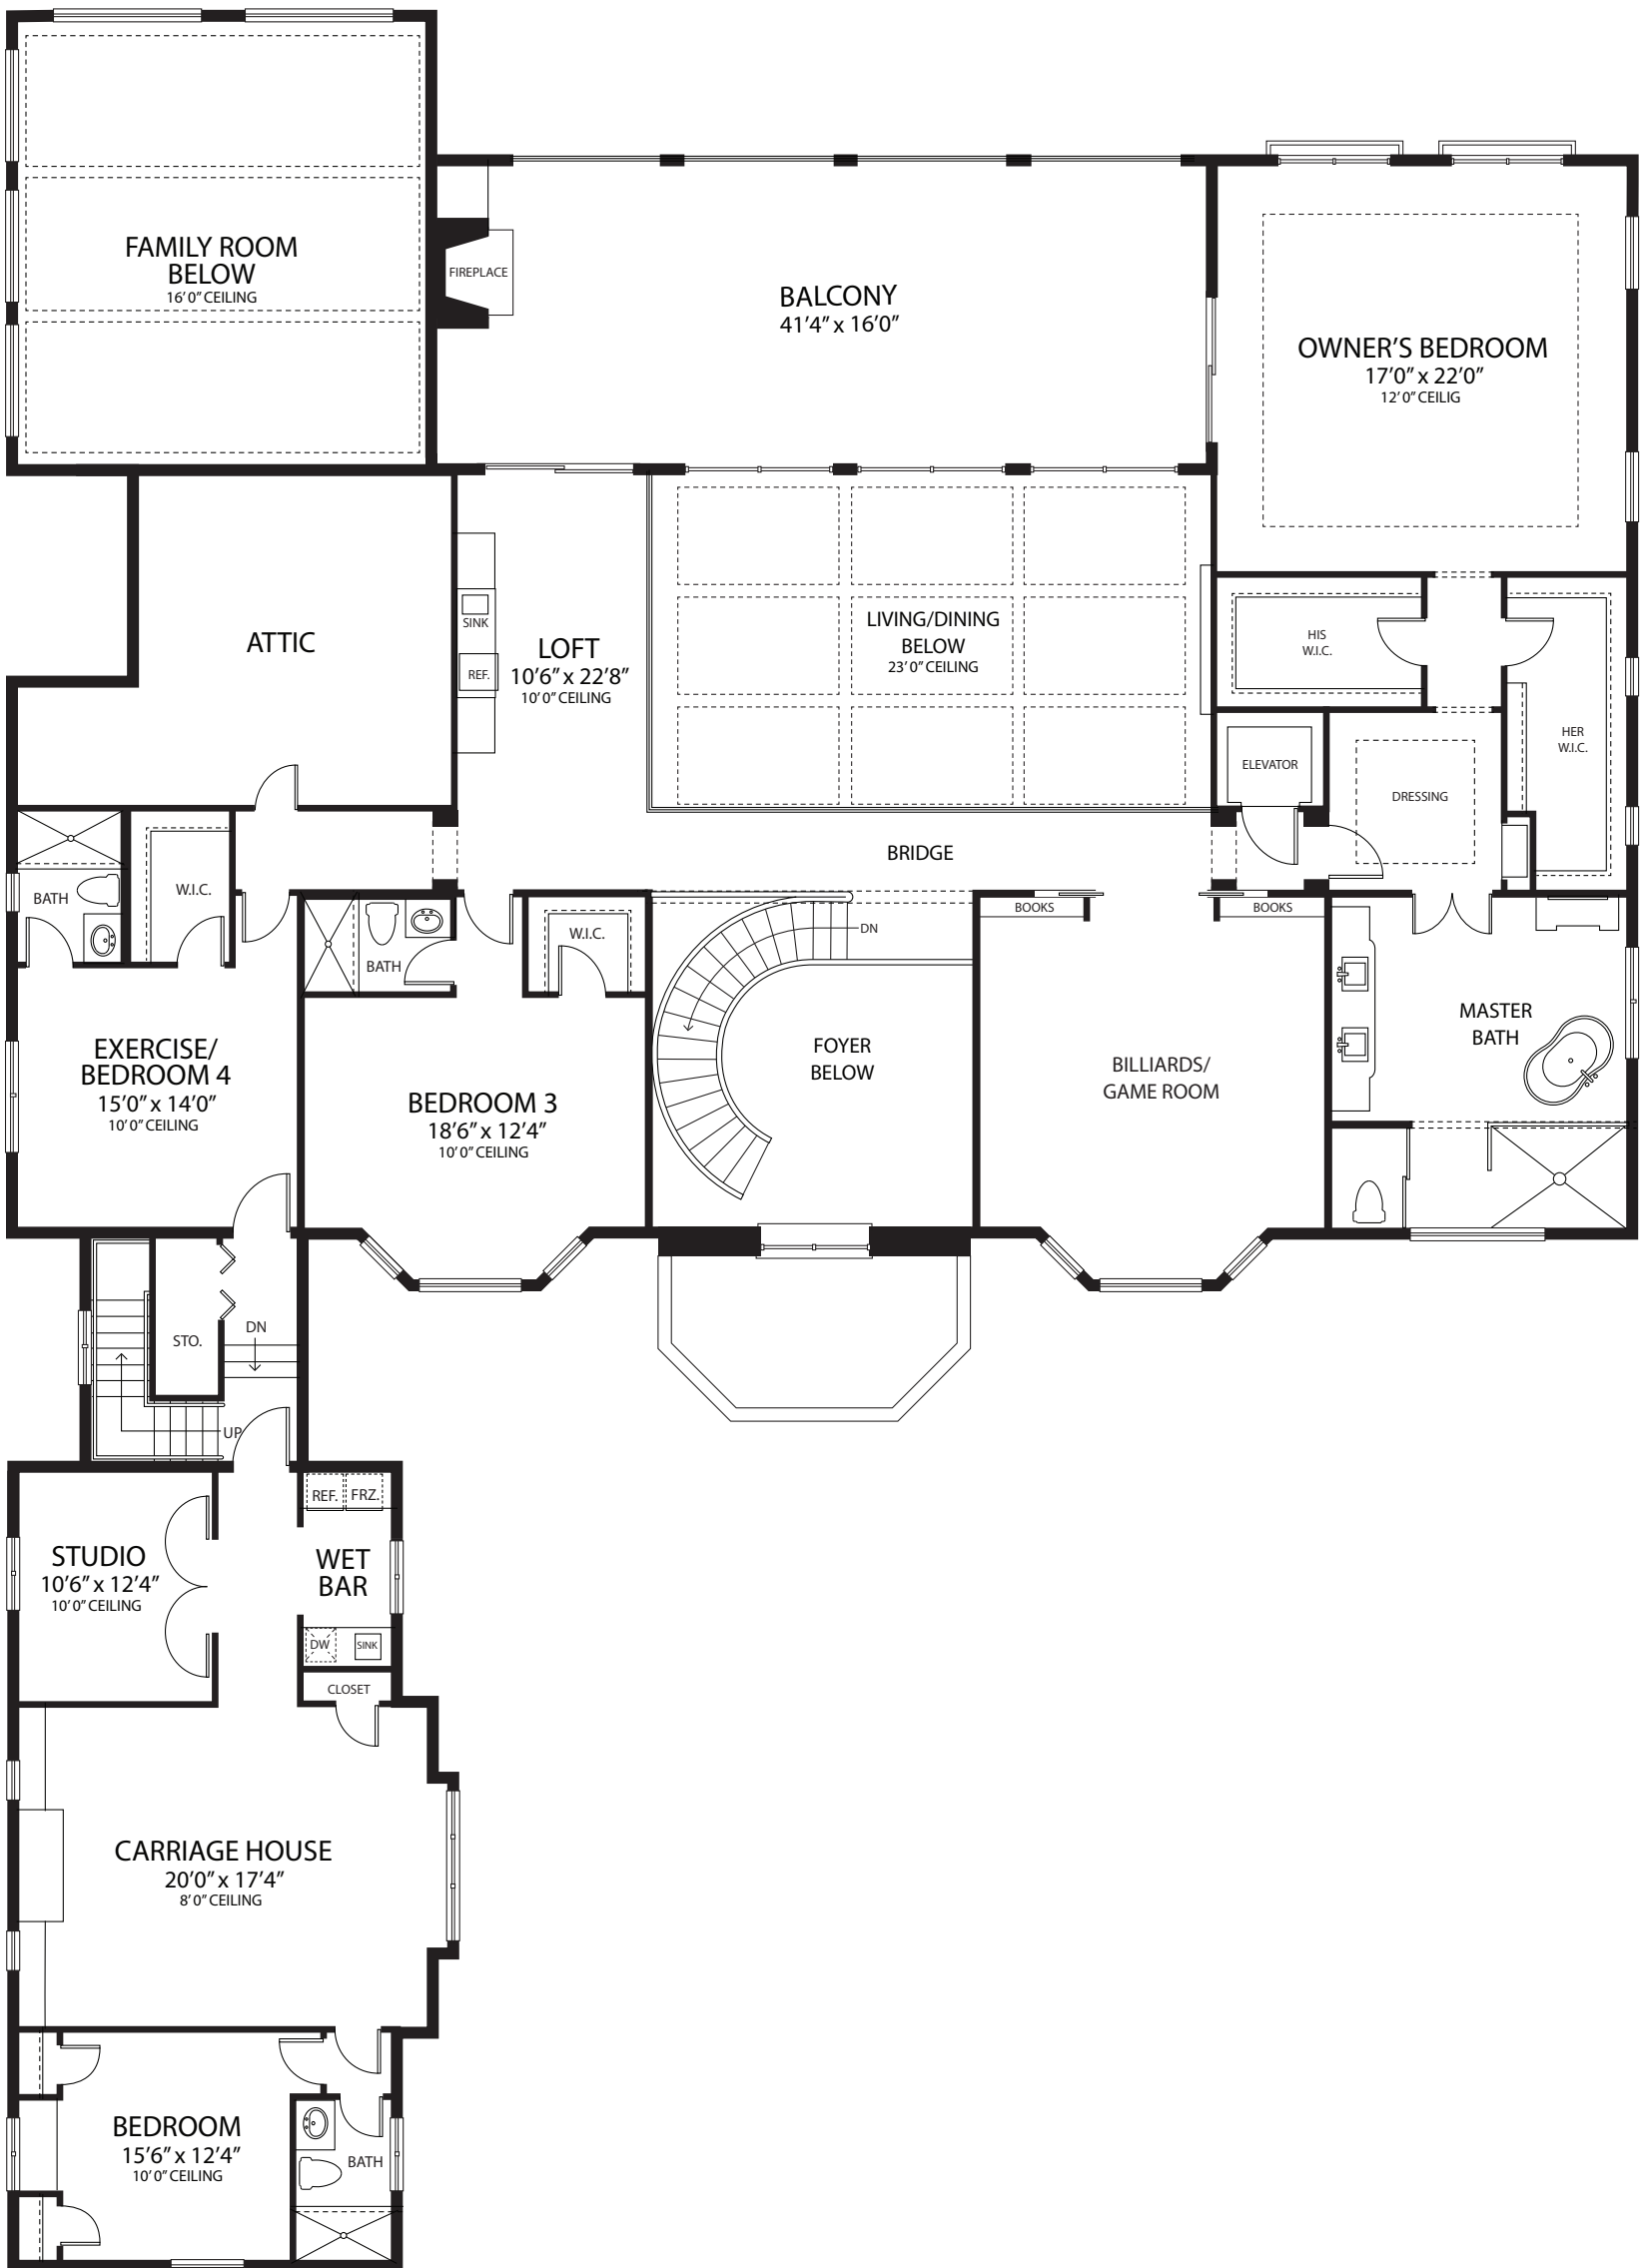 FAMILY ROOM
BELOW
16'0" CEILING
FIREPLACE
BALCONY
41'4" x 16'0"
OWNER'S BEDROOM
17'0" x 22'0"
12'0" CEILIG
ATTIC
SINK
REF.
LOFT
10'6" x 22'8"
10'0" CEILING
LIVING/DINING
BELOW
23'0" CEILING
HIS
W.I.C.
HER
W.I.C.
ELEVATOR
DRESSING
BRIDGE
BATH
W.I.C.
BATH
W.I.C.
DN
BOOKS
BOOKS
EXERCISE/
BEDROOM 4
15'0" x 14'0"
10'0" CEILING
BEDROOM 3
18'6" x 12'4"
10'0" CEILING
FOYER
BELOW
BILLIARDS/
GAME ROOM
MASTER
BATH
STO.
DN
UP
REF.
FRZ.
STUDIO
10'6" x 12'4"
10'0" CEILING
WET
BAR
DW
SINK
CLOSET
CARRIAGE HOUSE
20'0" x 17'4"
8'0" CEILING
BEDROOM
15'6" x 12'4"
10'0" CEILING
BATH